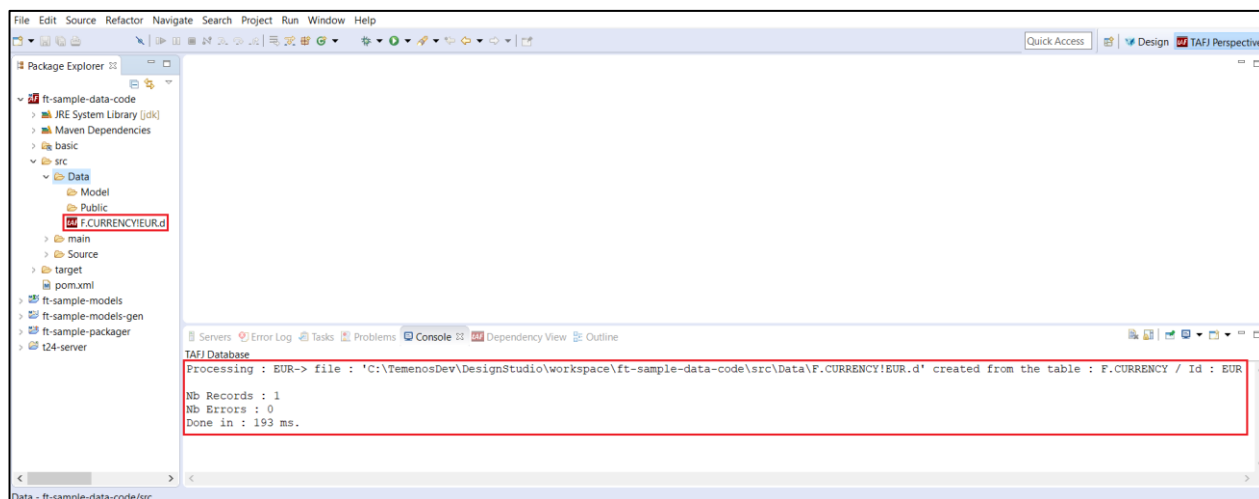 File Edit Source Refactor Navigate Search Project Run Window Help
Quick Access Design TAFJ Perspective
Package Explorer
ft-sample-data-code
JRE System Library [jdk]
Maven Dependencies
basic
src
Data
Model
Public
F.CURRENCY!EUR.d
main
Source
target
pom.xml
ft-sample-models
ft-sample-models-gen
ft-sample-packager
t24-server
Servers Error Log Tasks Problems Console Dependency View Outline
TAFJ Database
Processing : EUR-> file : 'C:\TemenosDev\DesignStudio\workspace\ft-sample-data-code\src\Data\F.CURRENCY!EUR.d' created from the table : F.CURRENCY / Id : EUR
Nb Records : 1
Nb Errors : 0
Done in : 193 ms.
Data - ft-sample-data-code/src